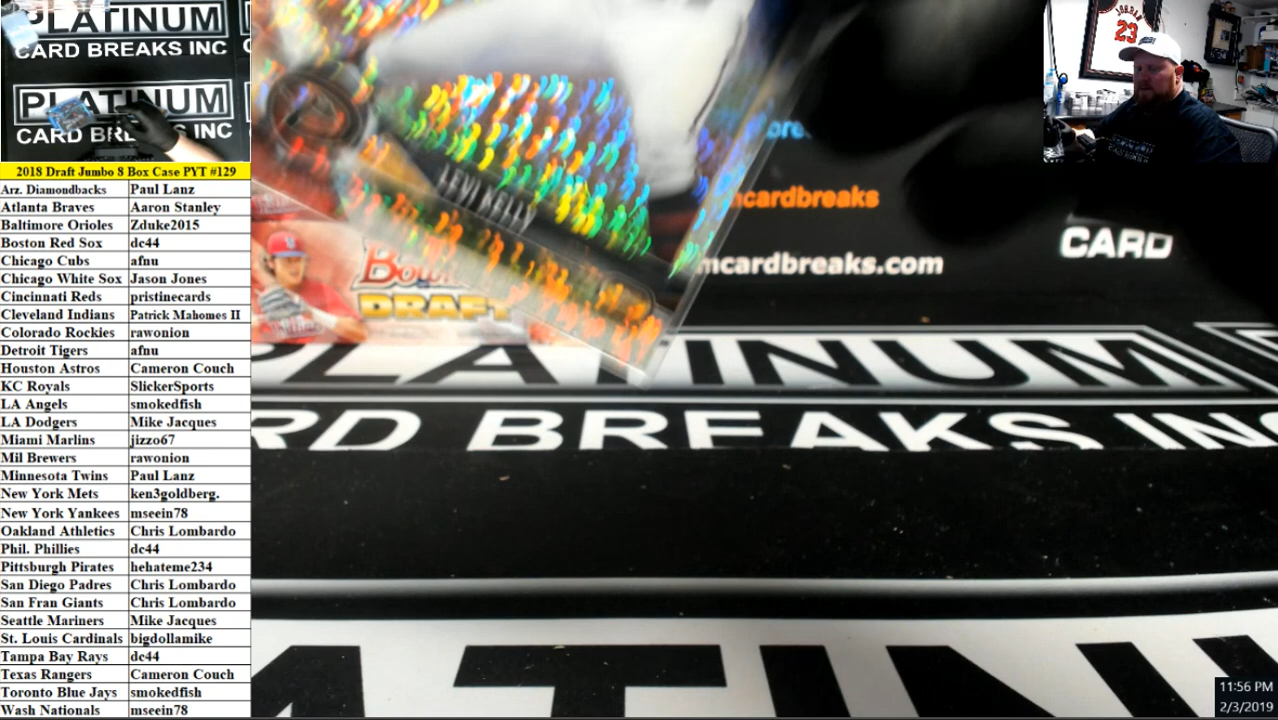 PLATINUM
CARD BREAKS INC
PLATINUM
CARD BREAKS INC
2018 Draft Jumbo 8 Box Case PYT #129
Arz. Diamondbacks Paul Lanz
Atlanta Braves Aaron Stanley
Baltimore Orioles Zduke2015
Boston Red Sox dc44
Chicago Cubs afnu
Chicago White Sox Jason Jones
Cincinnati Reds pristinecards
Cleveland Indians Patrick Mahomes II
Colorado Rockies rawonion
Detroit Tigers afnu
Houston Astros Cameron Couch
KC Royals SlickerSports
LA Angels smokedfish
LA Dodgers Mike Jacques
Miami Marlins jizzo67
Mil Brewers rawonion
Minnesota Twins Paul Lanz
New York Mets ken3goldberg.
New York Yankees mseein78
Oakland Athletics Chris Lombardo
Phil. Phillies dc44
Pittsburgh Pirates hehateme234
San Diego Padres Chris Lombardo
San Fran Giants Chris Lombardo
Seattle Mariners Mike Jacques
St. Louis Cardinals bigdollamike
Tampa Bay Rays dc44
Texas Rangers Cameron Couch
Toronto Blue Jays smokedfish
Wash Nationals mseein78
LEVI KELLY
Bow
DRAFT
mcardbreaks
mcardbreaks.com
CARD
PLATINUM
RD BREAKS INC
ATINU
JORDAN
23
11:56 PM
2/3/2019